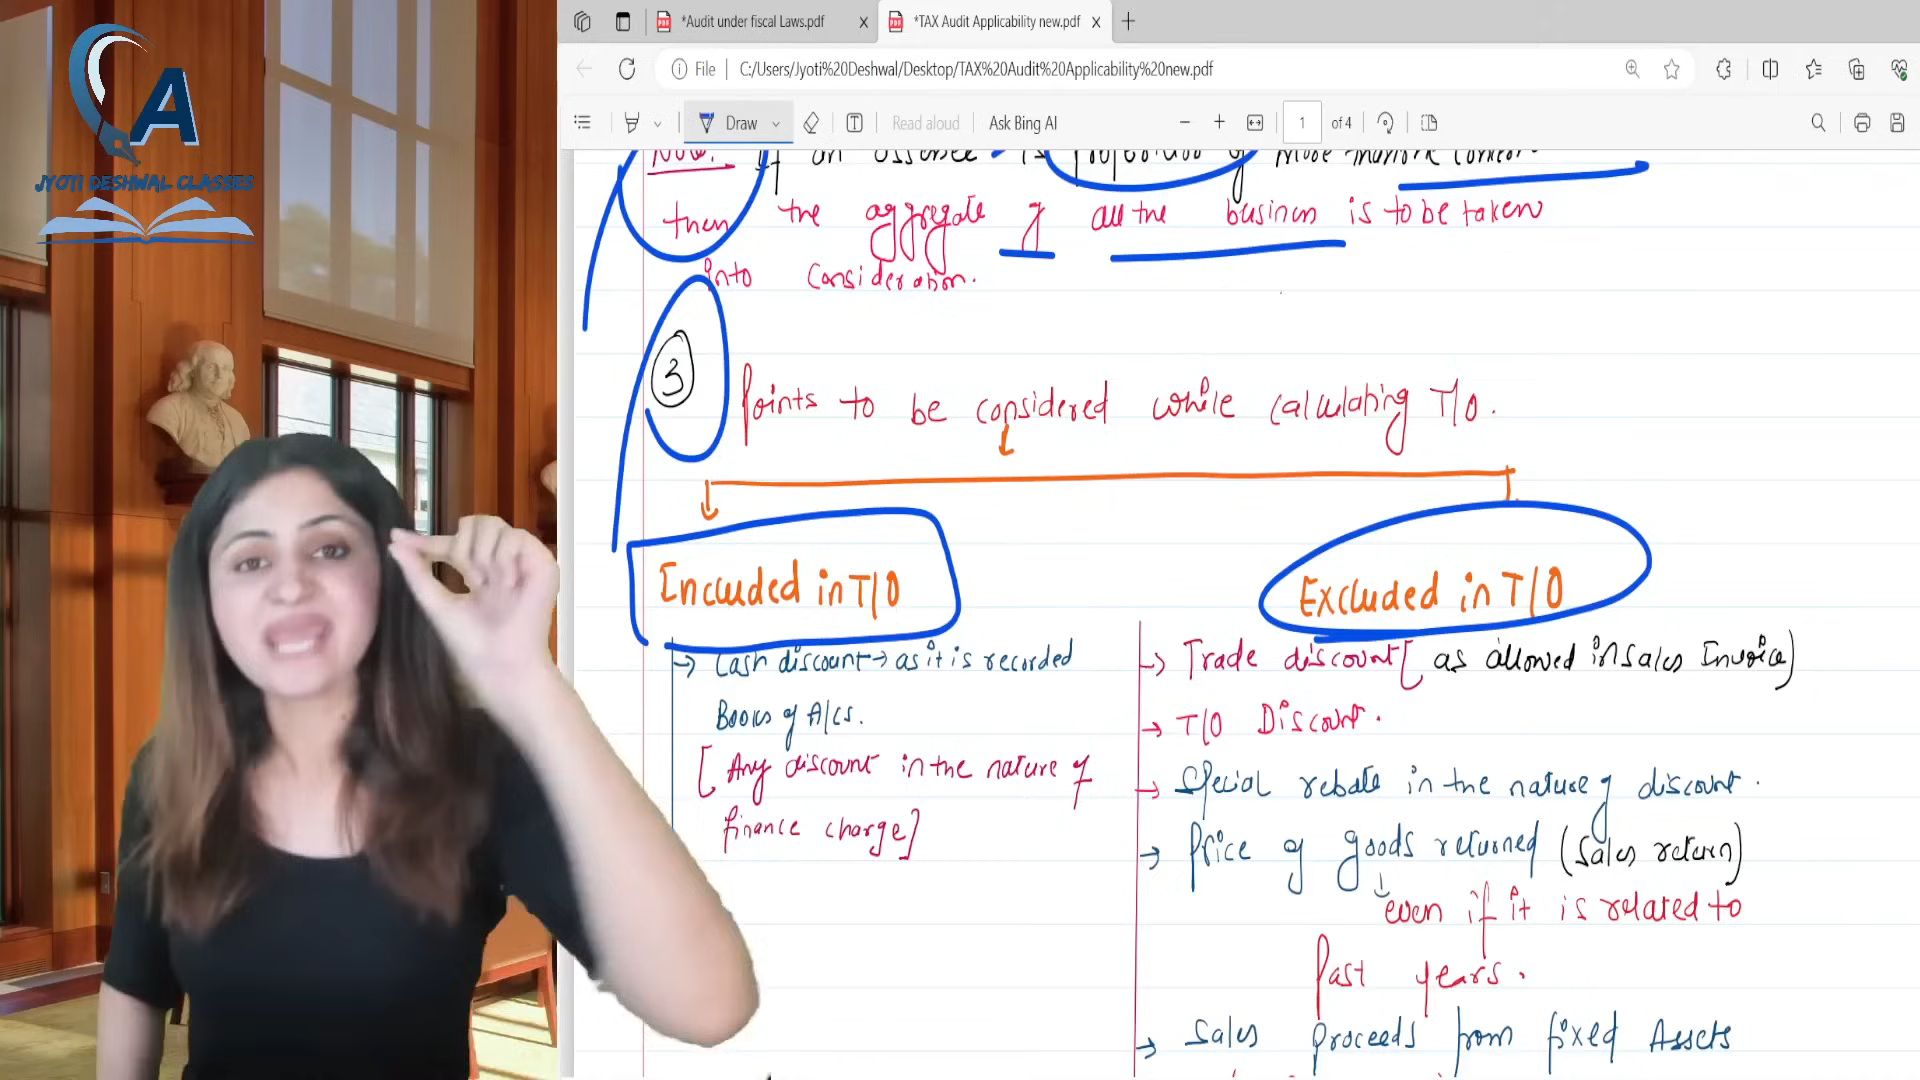 A
JYOTI DESHWAL CLASSES
*Audit under fiscal Laws.pdf
*TAX Audit Applicability new.pdf
File
C:/Users/Jyoti%20Deshwal/Desktop/TAX%20Audit%20Applicability%20new.pdf
Draw
Read aloud
Ask Bing AI
1 of 4
Note: If an assessee is
then the aggregate of all the business is to be taken
into consideration.
3 Points to be considered while calculating T/O.
Included in T/O
Excluded in T/O
→ Cash discount → as it is recorded
Books of A/cs.
[Any discount in the nature of
finance charge]
→ Trade discount [as allowed in sales Invoice)
→ T/O Discount.
→ Special rebate in the nature of discount.
→ Price of goods returned (sales return)
even if it is related to
Past years.
→ Sales proceeds from fixed Assets